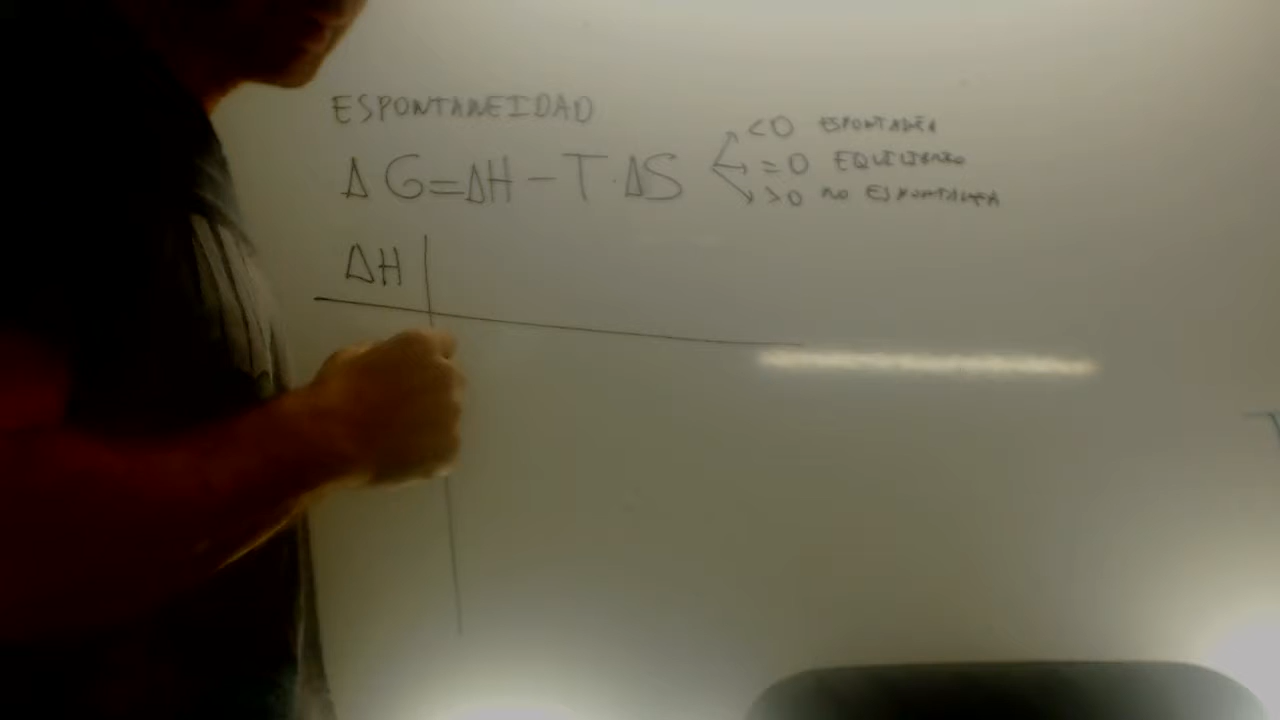 ESPONTANEIDAD
ΔG=ΔH-T·ΔS
<0 ESPONTANEA
=0 EQUILIBRIO
>0 NO ESPONTANEA
ΔH